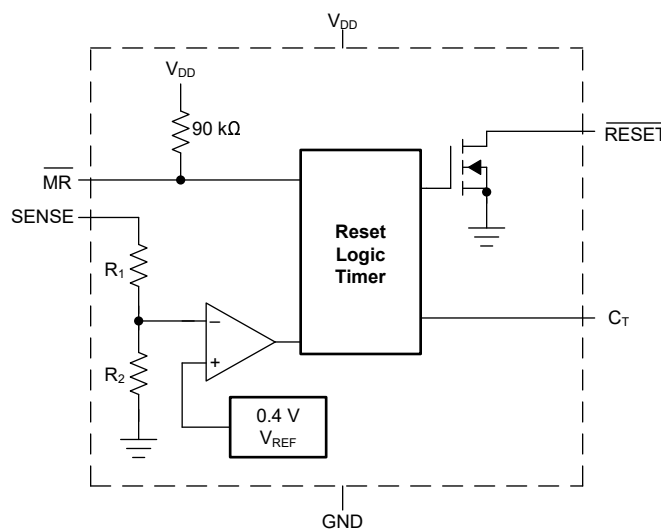 VDD
VDD
90 kΩ
RESET
MR
SENSE
Reset
Logic
Timer
R1
CT
−
+
R2
0.4 V
VREF
GND